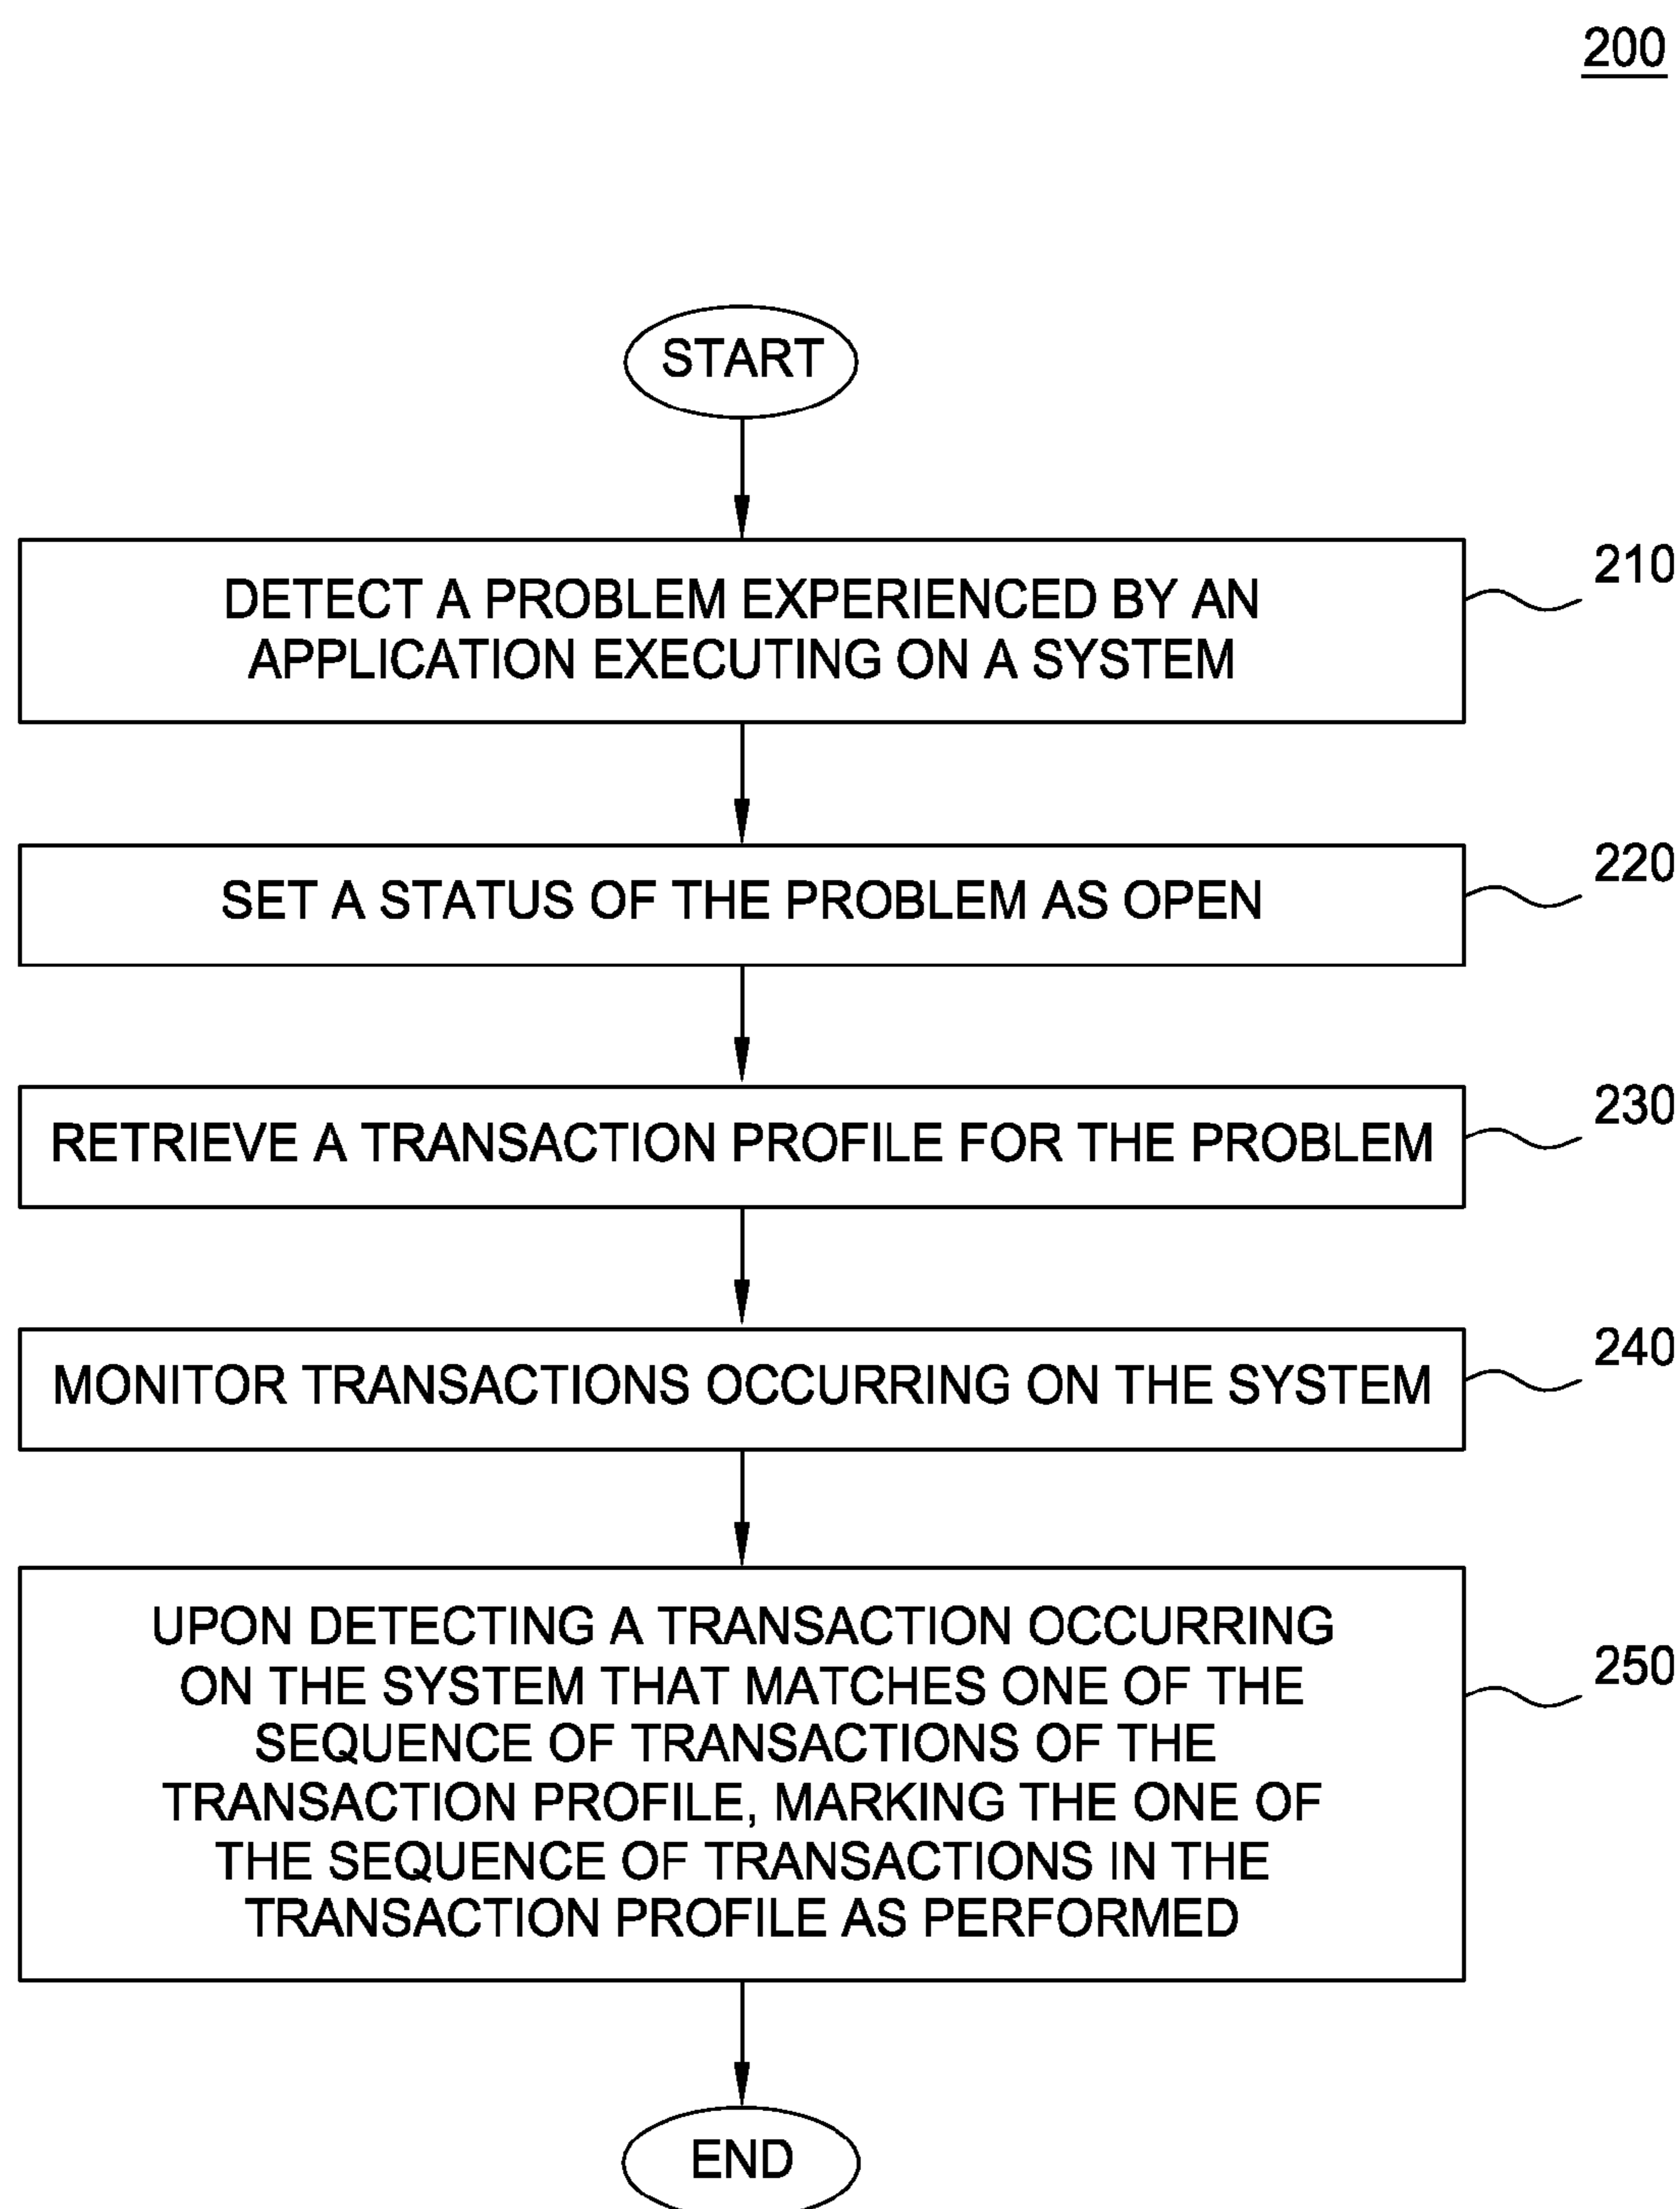 200
START
DETECT A PROBLEM EXPERIENCED BY AN
APPLICATION EXECUTING ON A SYSTEM
210
SET A STATUS OF THE PROBLEM AS OPEN
220
RETRIEVE A TRANSACTION PROFILE FOR THE PROBLEM
230
MONITOR TRANSACTIONS OCCURRING ON THE SYSTEM
240
UPON DETECTING A TRANSACTION OCCURRING
ON THE SYSTEM THAT MATCHES ONE OF THE
SEQUENCE OF TRANSACTIONS OF THE
TRANSACTION PROFILE, MARKING THE ONE OF
THE SEQUENCE OF TRANSACTIONS IN THE
TRANSACTION PROFILE AS PERFORMED
250
END